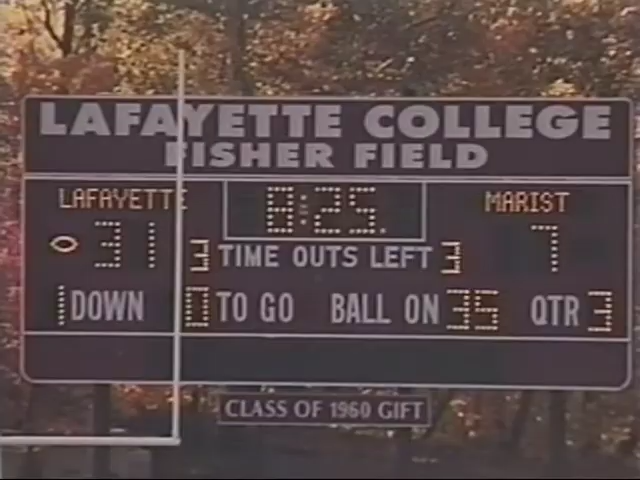 LAFAYETTE COLLEGE
FISHER FIELD
LAFAYETTE 8:25 MARIST
31 3 TIME OUTS LEFT 3 7
1 DOWN 0 TO GO BALL ON 35 QTR 3
CLASS OF 1960 GIFT